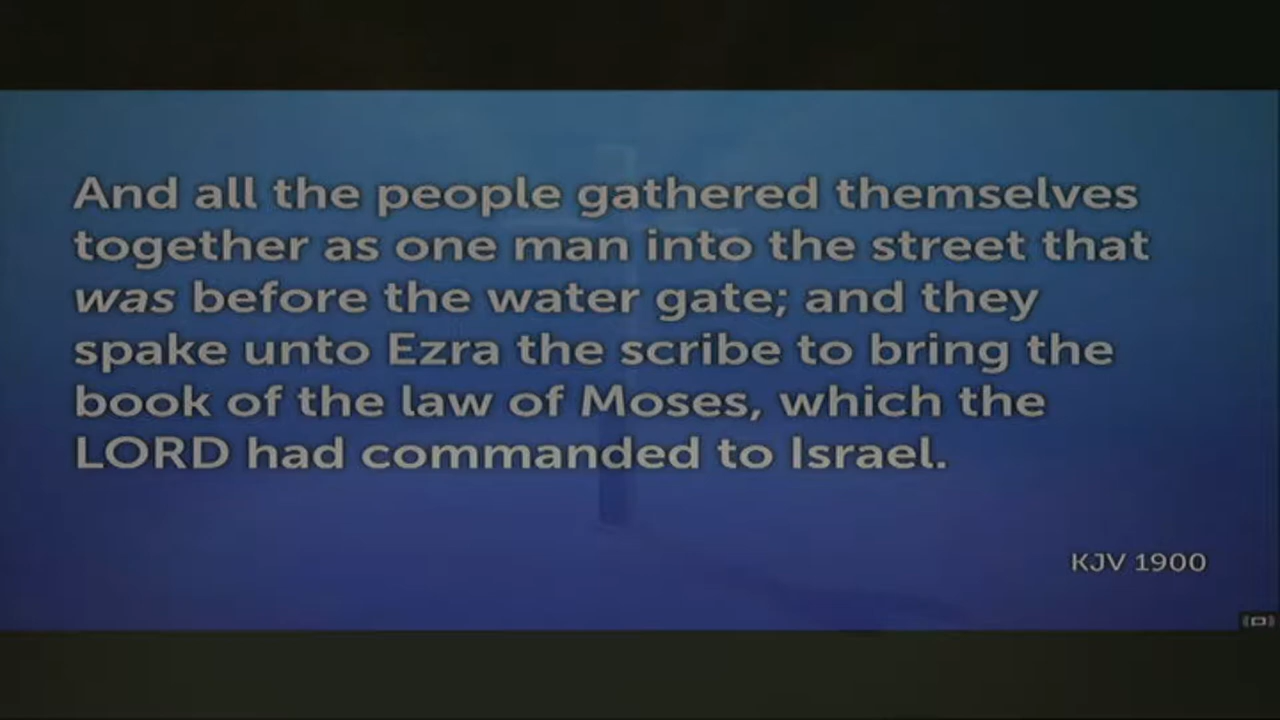 And all the people gathered themselves
together as one man into the street that
was before the water gate; and they
spake unto Ezra the scribe to bring the
book of the law of Moses, which the
LORD had commanded to Israel.
KJV 1900